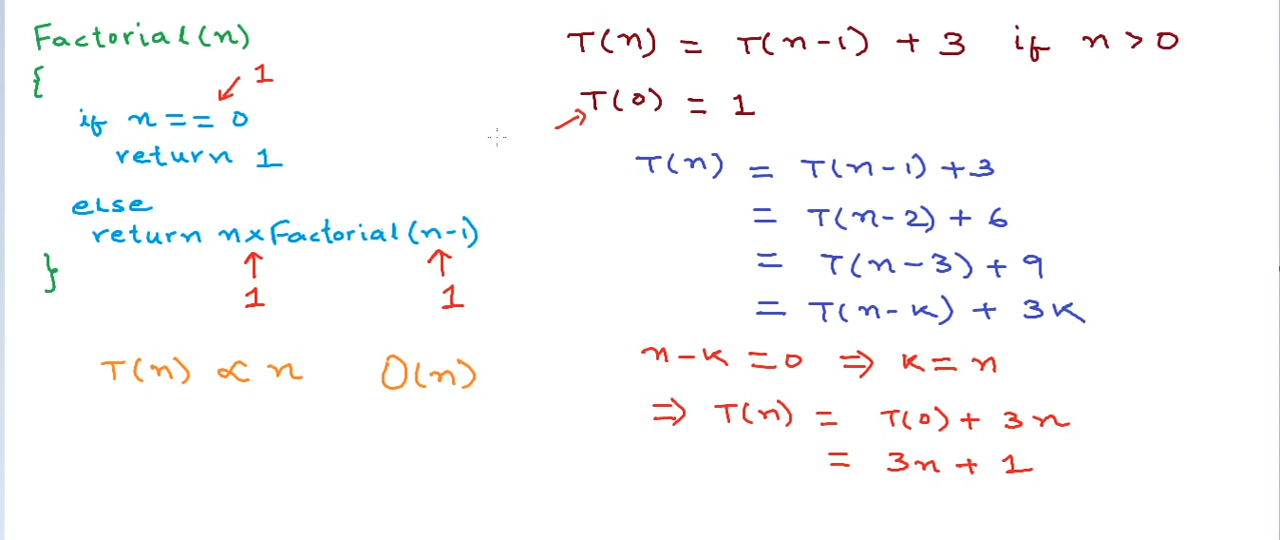 Factorial(n)
{
1
if n == 0
return 1
else
return n×Factorial(n-1)
1 1
}
T(n) ∝ n O(n)
T(n) = T(n-1) + 3 if n > 0
T(0) = 1
T(n) = T(n-1) + 3
= T(n-2) + 6
= T(n-3) + 9
= T(n-k) + 3k
n-k = 0 ⇒ k = n
⇒ T(n) = T(0) + 3n
= 3n + 1